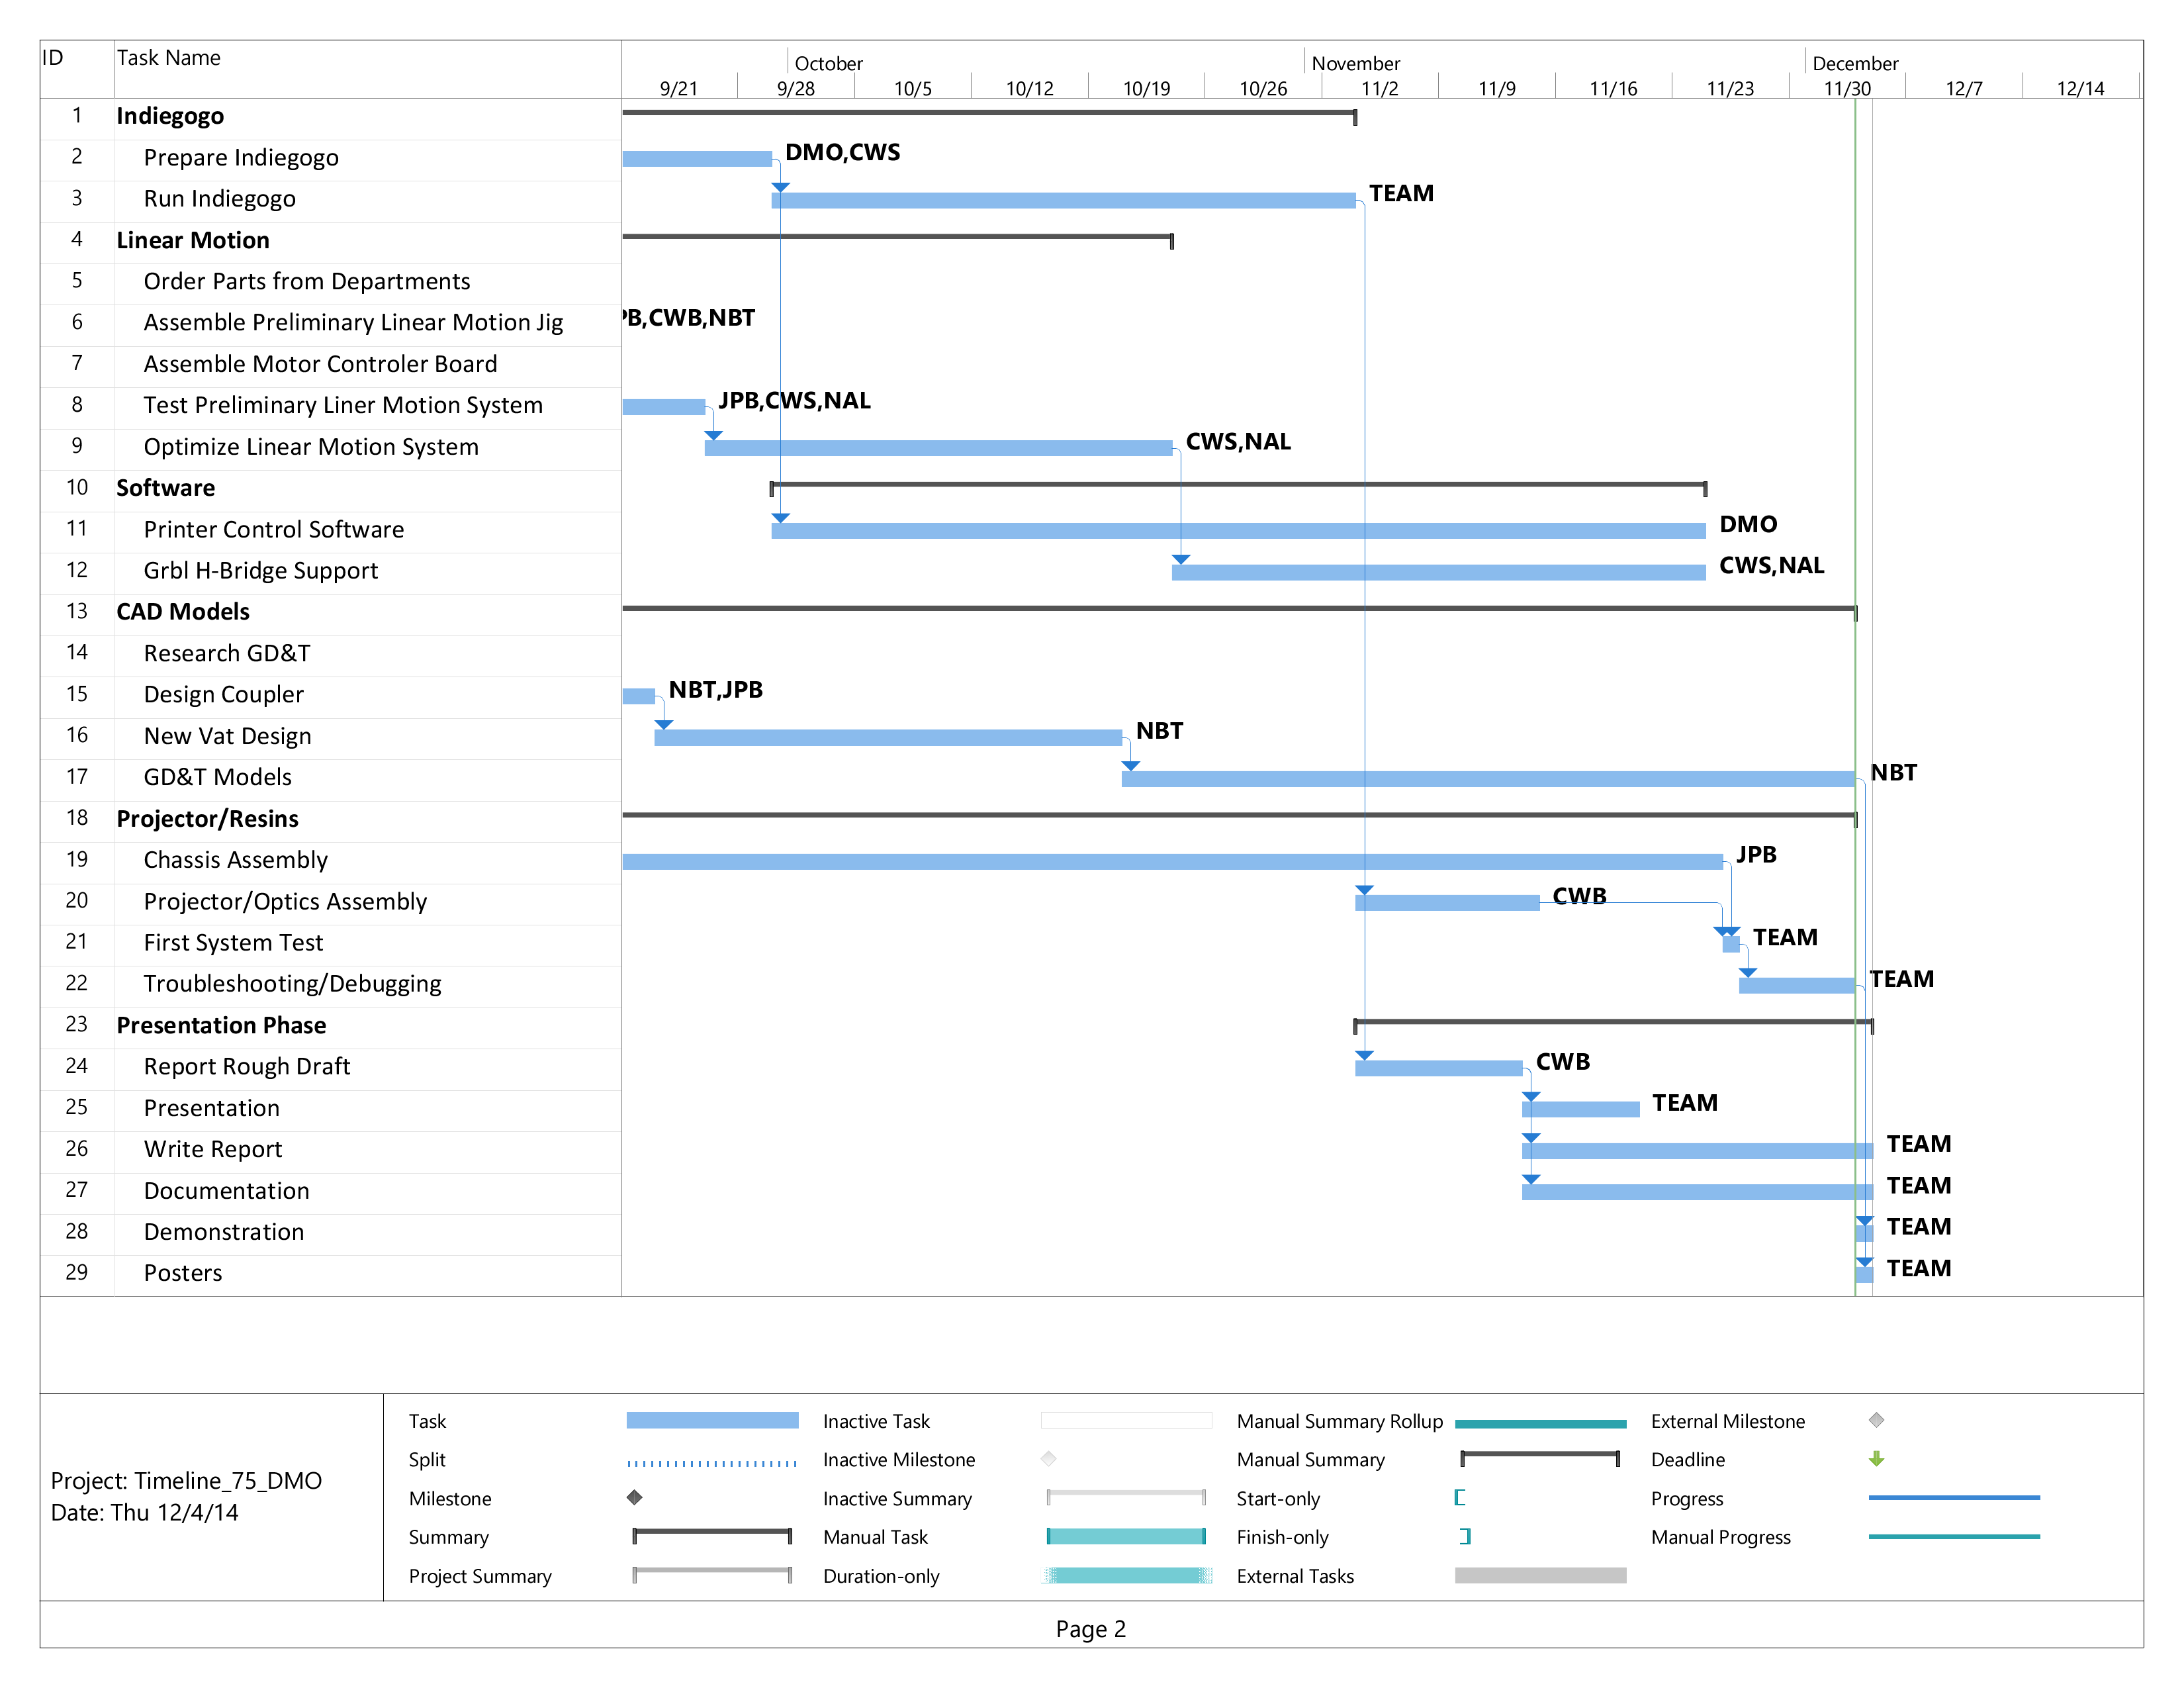 ID Task Name October November December
9/21 9/28 10/5 10/12 10/19 10/26 11/2 11/9 11/16 11/23 11/30 12/7 12/14
1 Indiegogo
2 Prepare Indiegogo DMO,CWS
3 Run Indiegogo TEAM
4 Linear Motion
5 Order Parts from Departments
6 Assemble Preliminary Linear Motion Jig PB,CWB,NBT
7 Assemble Motor Controler Board
8 Test Preliminary Liner Motion System JPB,CWS,NAL
9 Optimize Linear Motion System CWS,NAL
10 Software
11 Printer Control Software DMO
12 Grbl H-Bridge Support CWS,NAL
13 CAD Models
14 Research GD&T
15 Design Coupler NBT,JPB
16 New Vat Design NBT
17 GD&T Models NBT
18 Projector/Resins
19 Chassis Assembly JPB
20 Projector/Optics Assembly CWB
21 First System Test TEAM
22 Troubleshooting/Debugging TEAM
23 Presentation Phase
24 Report Rough Draft CWB
25 Presentation TEAM
26 Write Report TEAM
27 Documentation TEAM
28 Demonstration TEAM
29 Posters TEAM
Project: Timeline_75_DMO
Date: Thu 12/4/14
Task
Split
Milestone
Summary
Project Summary
Inactive Task
Inactive Milestone
Inactive Summary
Manual Task
Duration-only
Manual Summary Rollup
Manual Summary
Start-only
Finish-only
External Tasks
External Milestone
Deadline
Progress
Manual Progress
Page 2